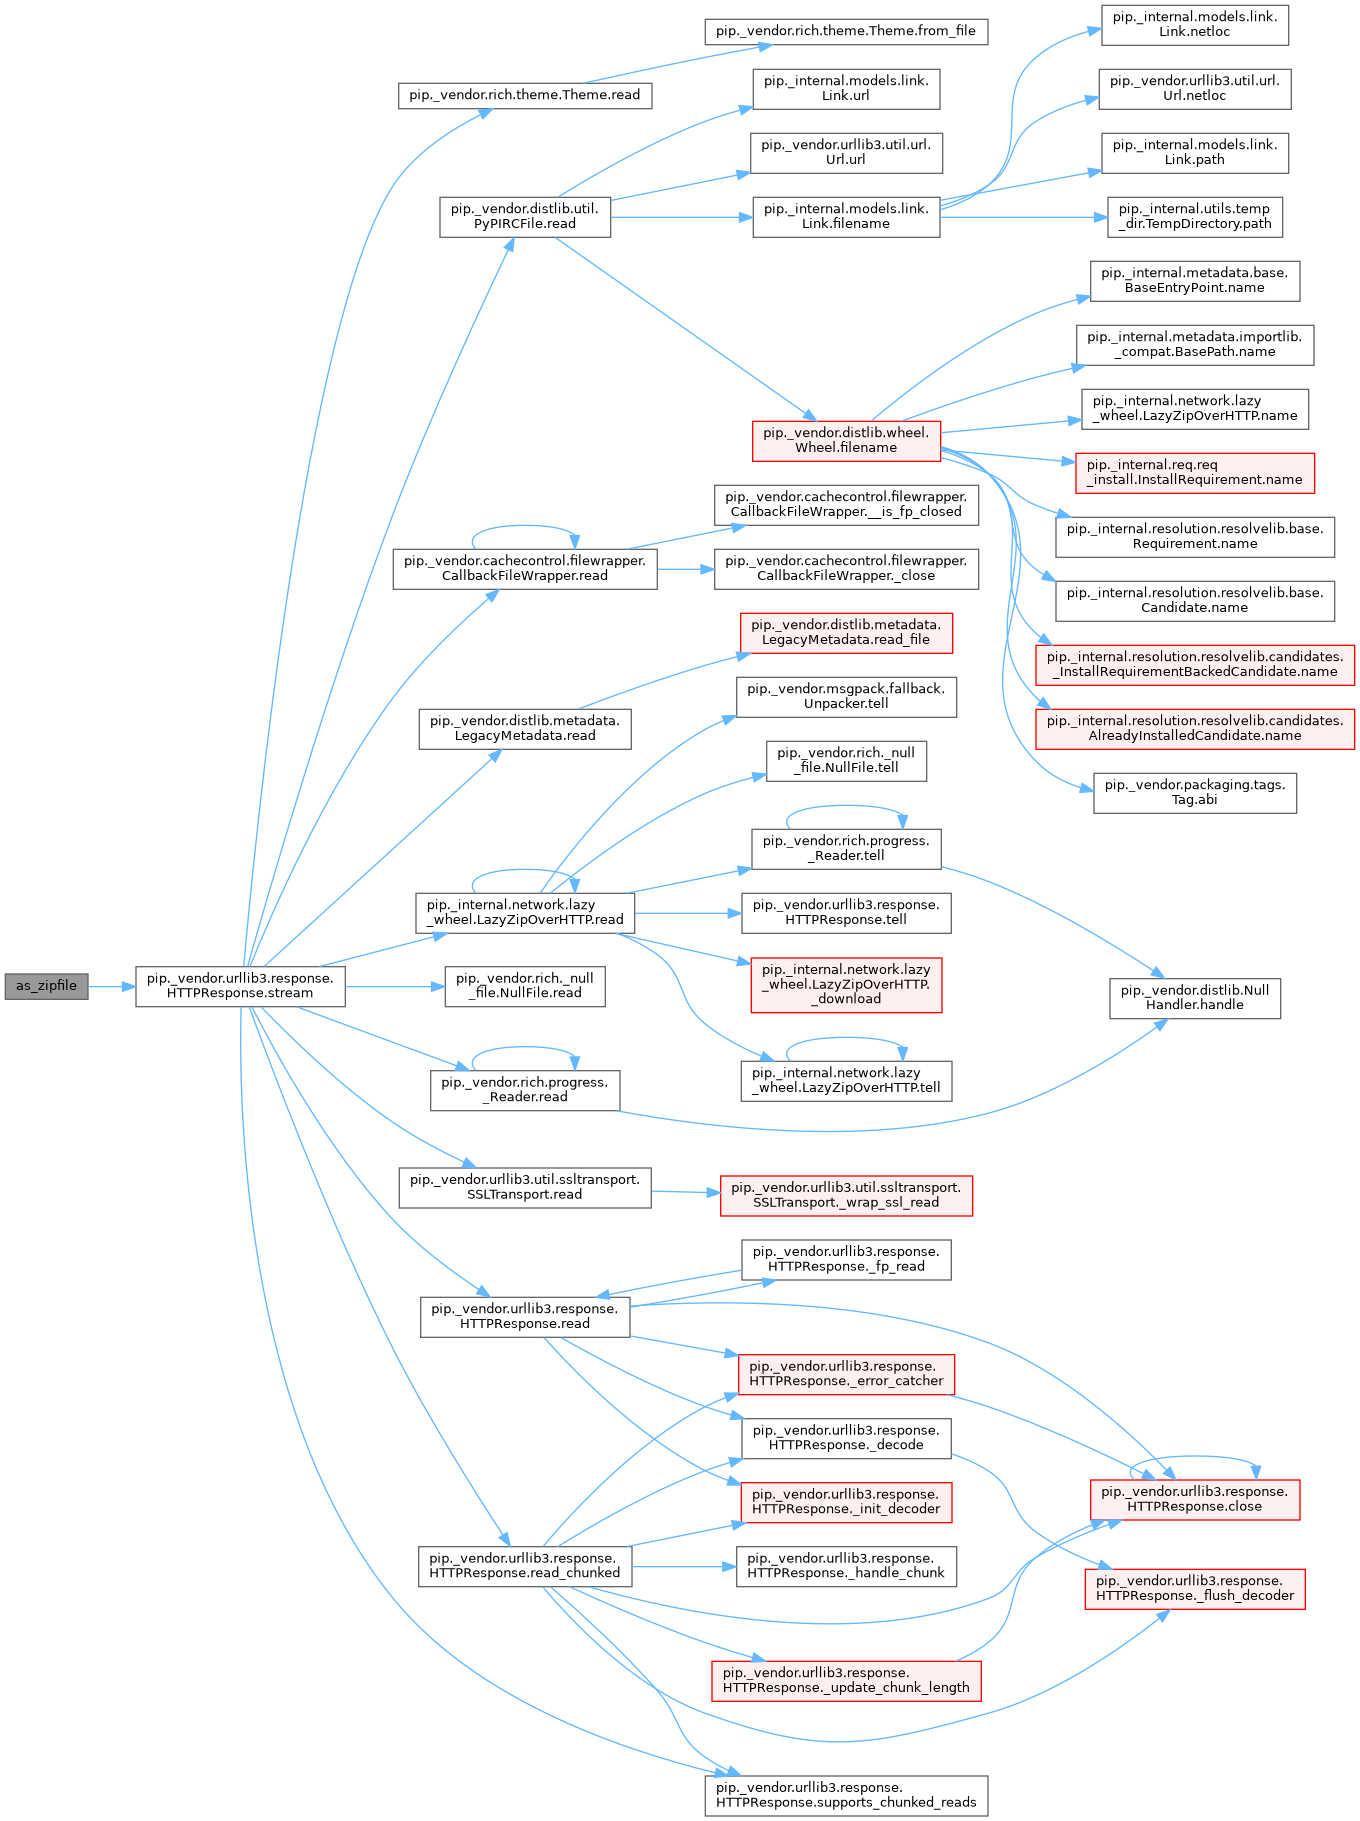 as_zipfile
pip._vendor.urllib3.response.
HTTPResponse.stream
pip._vendor.rich.theme.Theme.read
pip._vendor.rich.theme.Theme.from_file
pip._vendor.distlib.util.
PyPIRCFile.read
pip._internal.models.link.
Link.url
pip._vendor.urllib3.util.url.
Url.url
pip._internal.models.link.
Link.filename
pip._internal.models.link.
Link.netloc
pip._vendor.urllib3.util.url.
Url.netloc
pip._internal.models.link.
Link.path
pip._internal.utils.temp
_dir.TempDirectory.path
pip._vendor.distlib.wheel.
Wheel.filename
pip._internal.metadata.base.
BaseEntryPoint.name
pip._internal.metadata.importlib.
_compat.BasePath.name
pip._internal.network.lazy
_wheel.LazyZipOverHTTP.name
pip._internal.req.req
_install.InstallRequirement.name
pip._internal.resolution.resolvelib.base.
Requirement.name
pip._internal.resolution.resolvelib.base.
Candidate.name
pip._internal.resolution.resolvelib.candidates.
_InstallRequirementBackedCandidate.name
pip._internal.resolution.resolvelib.candidates.
AlreadyInstalledCandidate.name
pip._vendor.packaging.tags.
Tag.abi
pip._vendor.cachecontrol.filewrapper.
CallbackFileWrapper.read
pip._vendor.cachecontrol.filewrapper.
CallbackFileWrapper.__is_fp_closed
pip._vendor.cachecontrol.filewrapper.
CallbackFileWrapper._close
pip._vendor.distlib.metadata.
LegacyMetadata.read
pip._vendor.distlib.metadata.
LegacyMetadata.read_file
pip._internal.network.lazy
_wheel.LazyZipOverHTTP.read
pip._vendor.msgpack.fallback.
Unpacker.tell
pip._vendor.rich._null
_file.NullFile.tell
pip._vendor.rich.progress.
_Reader.tell
pip._vendor.urllib3.response.
HTTPResponse.tell
pip._internal.network.lazy
_wheel.LazyZipOverHTTP.
_download
pip._internal.network.lazy
_wheel.LazyZipOverHTTP.tell
pip._vendor.distlib.Null
Handler.handle
pip._vendor.rich._null
_file.NullFile.read
pip._vendor.rich.progress.
_Reader.read
pip._vendor.urllib3.util.ssltransport.
SSLTransport.read
pip._vendor.urllib3.util.ssltransport.
SSLTransport._wrap_ssl_read
pip._vendor.urllib3.response.
HTTPResponse.read
pip._vendor.urllib3.response.
HTTPResponse._fp_read
pip._vendor.urllib3.response.
HTTPResponse._error_catcher
pip._vendor.urllib3.response.
HTTPResponse._decode
pip._vendor.urllib3.response.
HTTPResponse._init_decoder
pip._vendor.urllib3.response.
HTTPResponse.close
pip._vendor.urllib3.response.
HTTPResponse._flush_decoder
pip._vendor.urllib3.response.
HTTPResponse.read_chunked
pip._vendor.urllib3.response.
HTTPResponse._handle_chunk
pip._vendor.urllib3.response.
HTTPResponse._update_chunk_length
pip._vendor.urllib3.response.
HTTPResponse.supports_chunked_reads